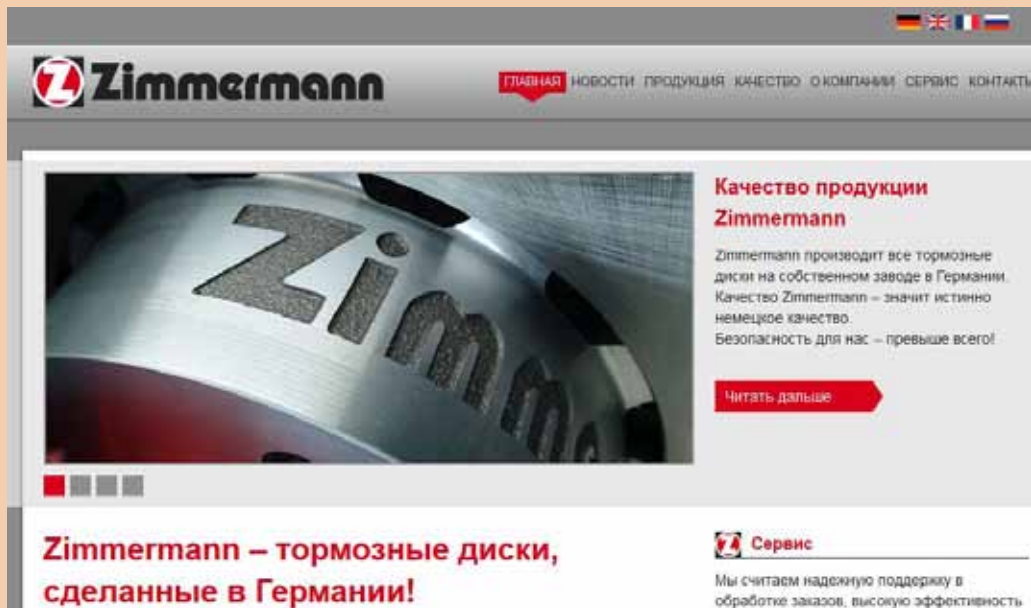 Zimmermann
ГЛАВНАЯ НОВОСТИ ПРОДУКЦИЯ КАЧЕСТВО О КОМПАНИИ СЕРВИС КОНТАКТЫ
Zimm
Качество продукции
Zimmermann
Zimmermann производит все тормозные
диски на собственном заводе в Германии.
Качество Zimmermann – значит истинно
немецкое качество.
Безопасность для нас – превыше всего!
Читать дальше
Zimmermann – тормозные диски,
сделанные в Германии!
Сервис
Мы считаем надежную поддержку в
обработке заказов, высокую эффективность